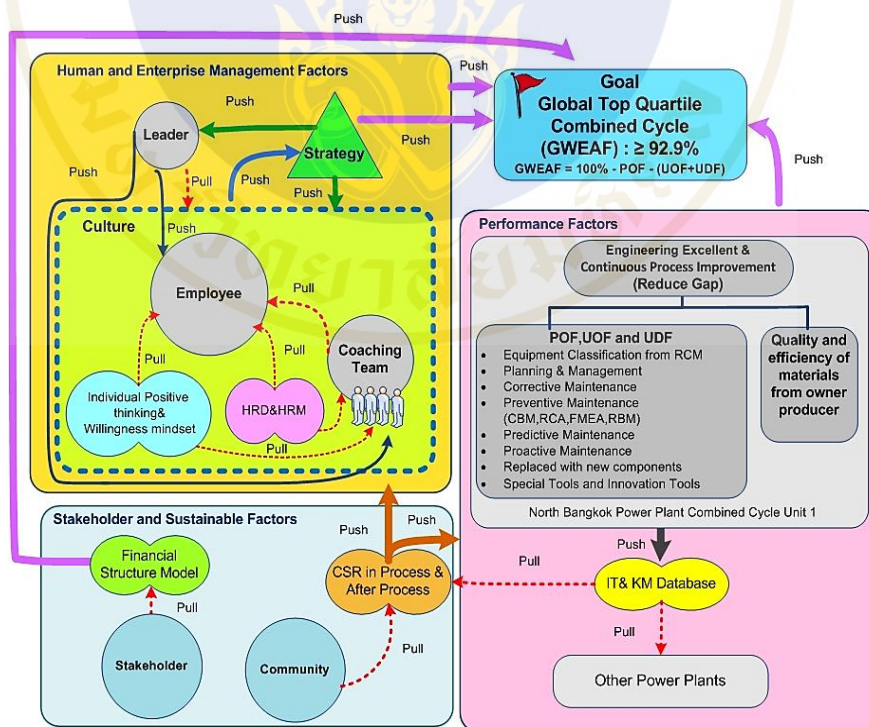 Push
Human and Enterprise Management Factors
Push
Goal
Global Top Quartile
Combined Cycle
(GWEAF) : ≥ 92.9%
GWEAF = 100% - POF - (UOF+UDF)
Push
Leader
Strategy
Push
Push
Pull
Push
Push
Push
Culture
Push
Employee
Pull
Pull
Pull
Coaching
Team
Individual Positive
thinking&
Willingness mindset
HRD&HRM
Pull
Performance Factors
Engineering Excellent &
Continuous Process Improvement
(Reduce Gap)
POF,UOF and UDF
• Equipment Classification from RCM
• Planning & Management
• Corrective Maintenance
• Preventive Maintenance
(CBM,RCA,FMEA,RBM)
• Predictive Maintenance
• Proactive Maintenance
• Replaced with new components
• Special Tools and Innovation Tools
Quality and
efficiency of
materials
from owner
producer
North Bangkok Power Plant Combined Cycle Unit 1
Push
IT& KM Database
Pull
Pull
Other Power Plants
Stakeholder and Sustainable Factors
Push
Push
Financial
Structure Model
CSR in Process &
After Process
Pull
Pull
Stakeholder
Community